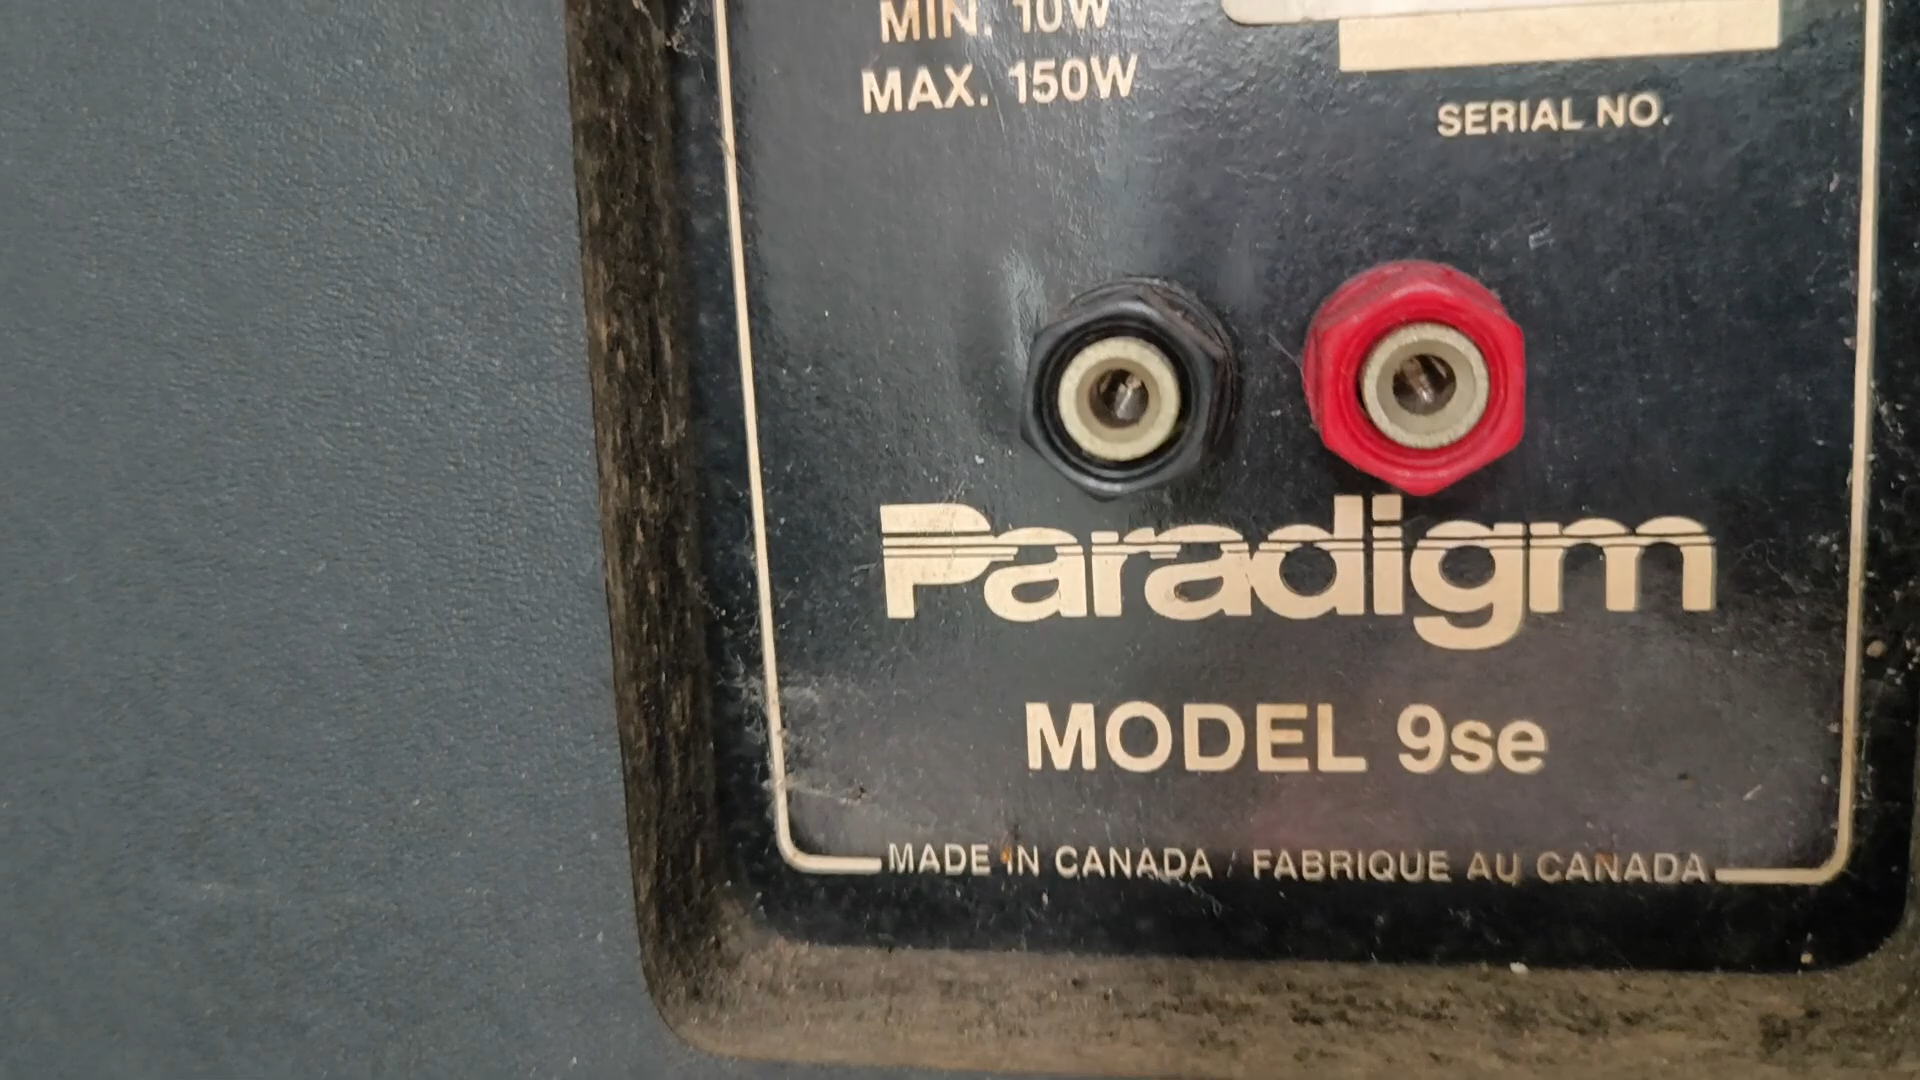 MIN. 10W
MAX. 150W
SERIAL NO.
Paradigm
MODEL 9se
MADE IN CANADA / FABRIQUE AU CANADA